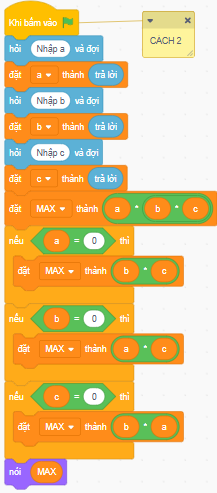 Khi bấm vào
CACH 2
hỏi Nhập a và đợi
đặt a thành trả lời
hỏi Nhập b và đợi
đặt b thành trả lời
hỏi Nhập c và đợi
đặt c thành trả lời
đặt MAX thành a * b * c
nếu a = 0 thì
đặt MAX thành b * c
nếu b = 0 thì
đặt MAX thành a * c
nếu c = 0 thì
đặt MAX thành b * a
nói MAX